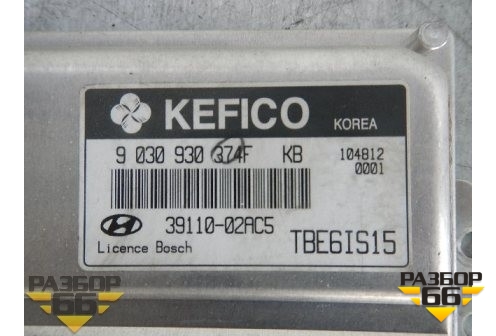 KEFICO KOREA
9 030 930 374F KB 104812
0001
39110-02AC5
Licence Bosch TBE6IS15
РАЗБОР 66
РАЗБОР 66